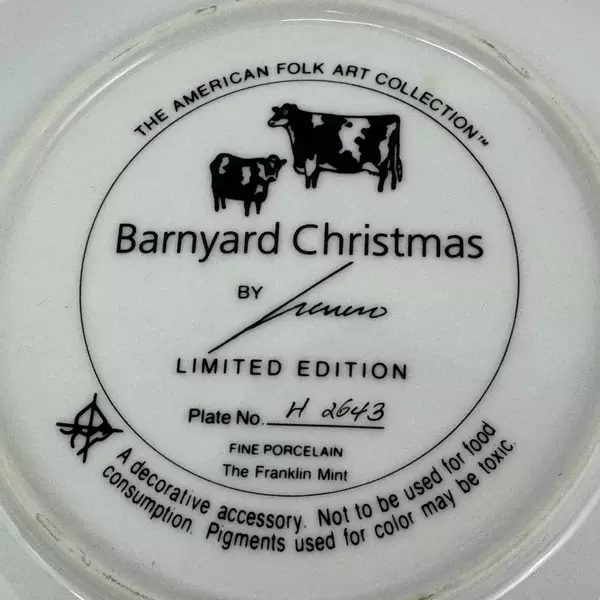 THE AMERICAN FOLK ART COLLECTION™
Barnyard Christmas
BY
LIMITED EDITION
Plate No. H 2643
FINE PORCELAIN
The Franklin Mint
A decorative accessory. Not to be used for food
consumption. Pigments used for color may be toxic.